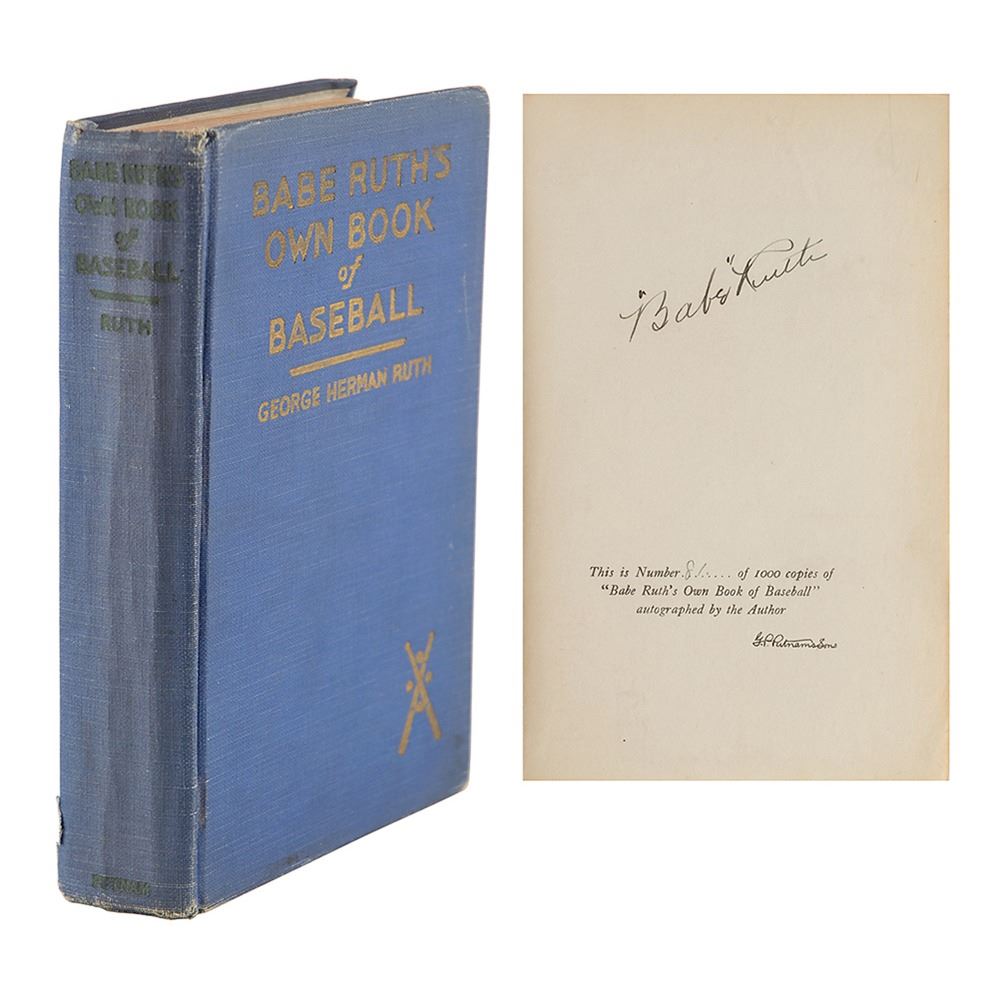 BABE RUTH'S
OWN BOOK
of
BASEBALL
RUTH
PUTNAM
BABE RUTH'S
OWN BOOK
of
BASEBALL
GEORGE HERMAN RUTH
"Babe" Ruth
This is Number 81..... of 1000 copies of
"Babe Ruth's Own Book of Baseball"
autographed by the Author
G.P. Putnam's Sons